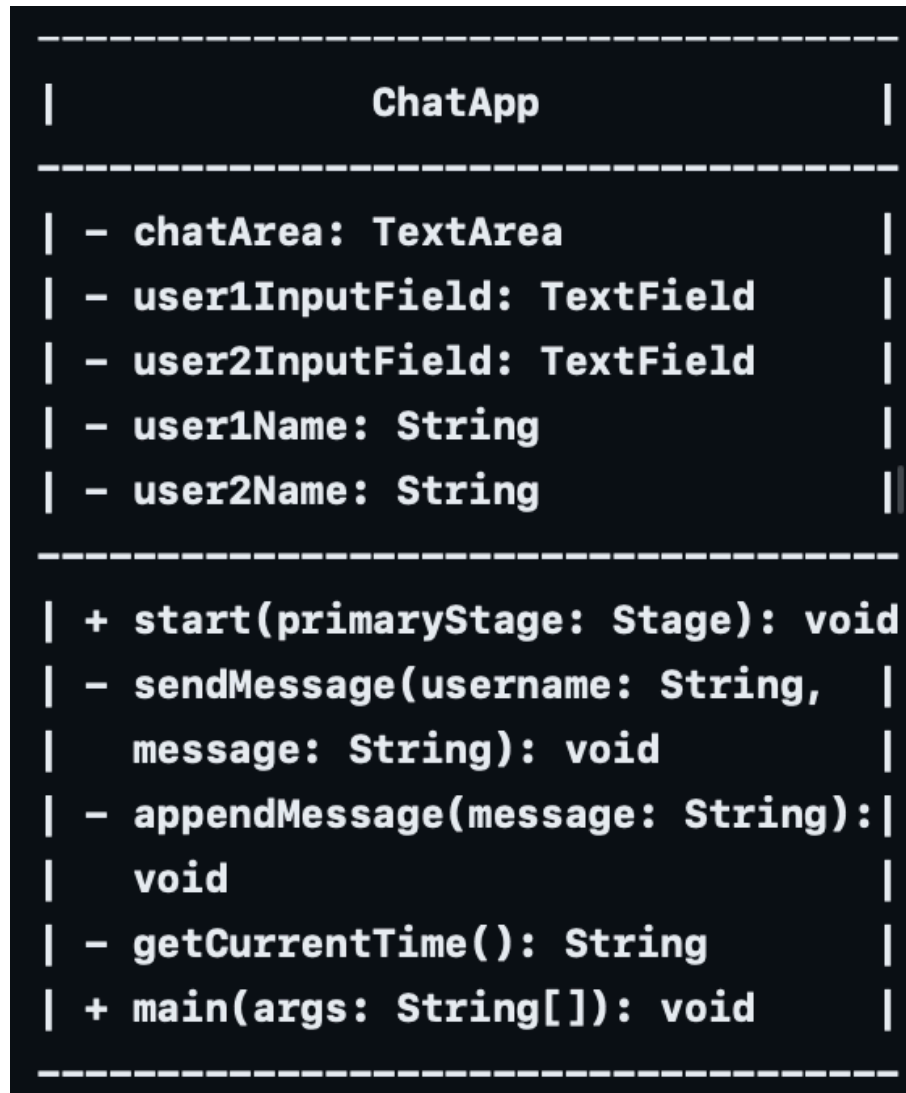 ------------------------------------
|             ChatApp              |
------------------------------------
| - chatArea: TextArea             |
| - user1InputField: TextField     |
| - user2InputField: TextField     |
| - user1Name: String              |
| - user2Name: String              |
------------------------------------
| + start(primaryStage: Stage): void
| - sendMessage(username: String,  |
|   message: String): void         |
| - appendMessage(message: String):|
|   void                           |
| - getCurrentTime(): String       |
| + main(args: String[]): void     |
------------------------------------